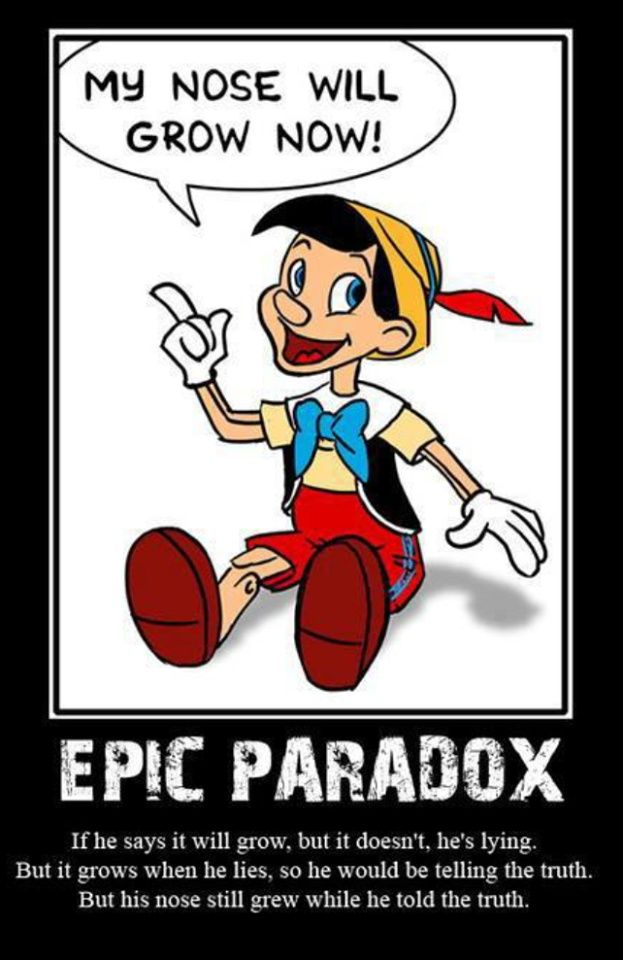 MY NOSE WILL
GROW NOW!
EPIC PARADOX
If he says it will grow, but it doesn't, he's lying.
But it grows when he lies, so he would be telling the truth.
But his nose still grew while he told the truth.